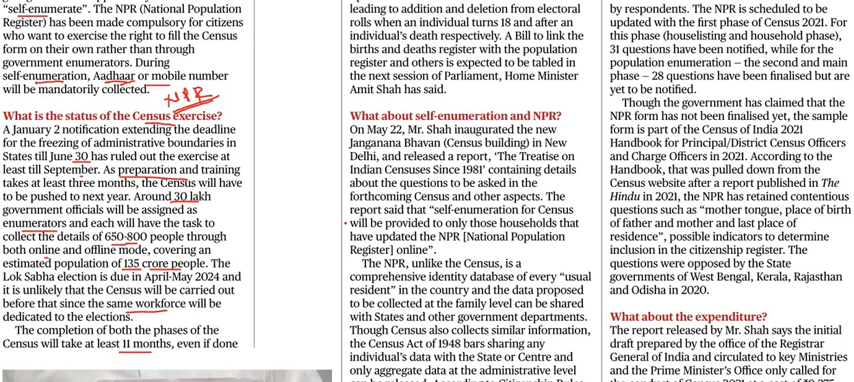 "self-enumerate". The NPR (National Population
Register) has been made compulsory for citizens
who want to exercise the right to fill the Census
form on their own rather than through
government enumerators. During
self-enumeration, Aadhaar or mobile number
will be mandatorily collected.
NPR
What is the status of the Census exercise?
A January 2 notification extending the deadline
for the freezing of administrative boundaries in
States till June 30 has ruled out the exercise at
least till September. As preparation and training
takes at least three months, the Census will have
to be pushed to next year. Around 30 lakh
government officials will be assigned as
enumerators and each will have the task to
collect the details of 650-800 people through
both online and offline mode, covering an
estimated population of 135 crore people. The
Lok Sabha election is due in April-May 2024 and
it is unlikely that the Census will be carried out
before that since the same workforce will be
dedicated to the elections.
The completion of both the phases of the
Census will take at least 11 months, even if done
leading to addition and deletion from electoral
rolls when an individual turns 18 and after an
individual's death respectively. A Bill to link the
births and deaths register with the population
register and others is expected to be tabled in
the next session of Parliament, Home Minister
Amit Shah has said.
What about self-enumeration and NPR?
On May 22, Mr. Shah inaugurated the new
Janganana Bhavan (Census building) in New
Delhi, and released a report, 'The Treatise on
Indian Censuses Since 1981' containing details
about the questions to be asked in the
forthcoming Census and other aspects. The
report said that "self-enumeration for Census
will be provided to only those households that
have updated the NPR [National Population
Register] online".
The NPR, unlike the Census, is a
comprehensive identity database of every "usual
resident" in the country and the data proposed
to be collected at the family level can be shared
with States and other government departments.
Though Census also collects similar information,
the Census Act of 1948 bars sharing any
individual's data with the State or Centre and
only aggregate data at the administrative level
by respondents. The NPR is scheduled to be
updated with the first phase of Census 2021. For
this phase (houselisting and household phase),
31 questions have been notified, while for the
population enumeration – the second and main
phase – 28 questions have been finalised but are
yet to be notified.
Though the government has claimed that the
NPR form has not been finalised yet, the sample
form is part of the Census of India 2021
Handbook for Principal/District Census Officers
and Charge Officers in 2021. According to the
Handbook, that was pulled down from the
Census website after a report published in The
Hindu in 2021, the NPR has retained contentious
questions such as "mother tongue, place of birth
of father and mother and last place of
residence", possible indicators to determine
inclusion in the citizenship register. The
questions were opposed by the State
governments of West Bengal, Kerala, Rajasthan
and Odisha in 2020.
What about the expenditure?
The report released by Mr. Shah says the initial
draft prepared by the office of the Registrar
General of India and circulated to key Ministries
and the Prime Minister's Office only called for